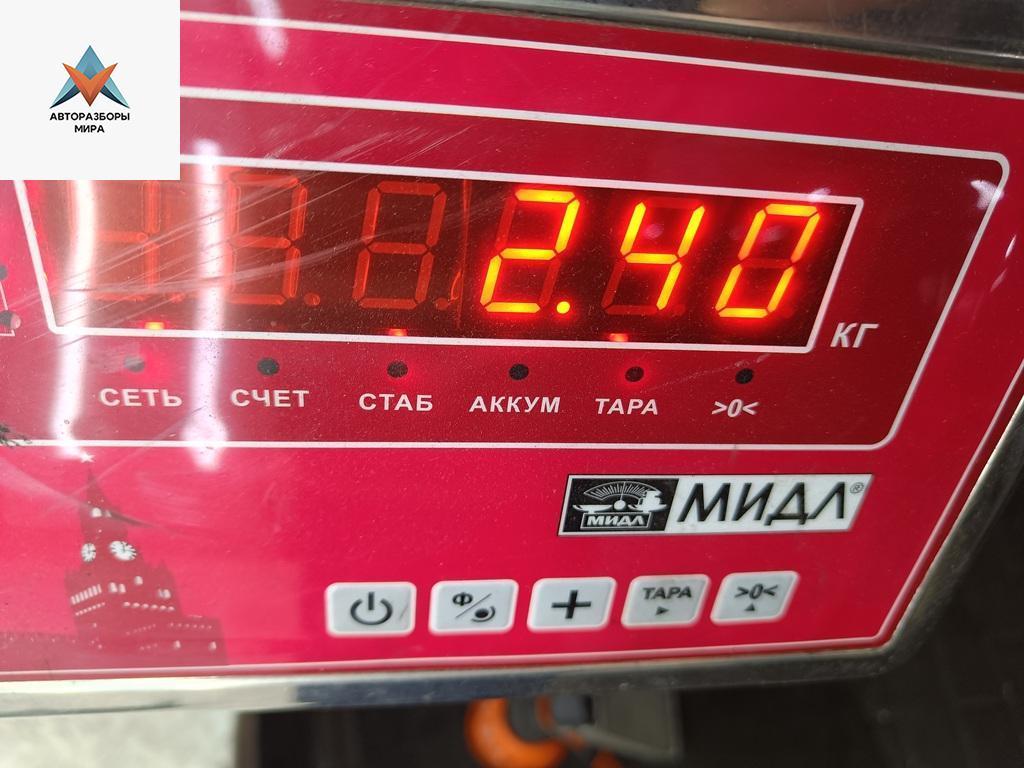 АВТОРАЗБОРЫ
МИРА
2.40
КГ
СЕТЬ СЧЕТ СТАБ АККУМ ТАРА >0<
МИДЛ МИДЛ®
Ф + ТАРА >0<